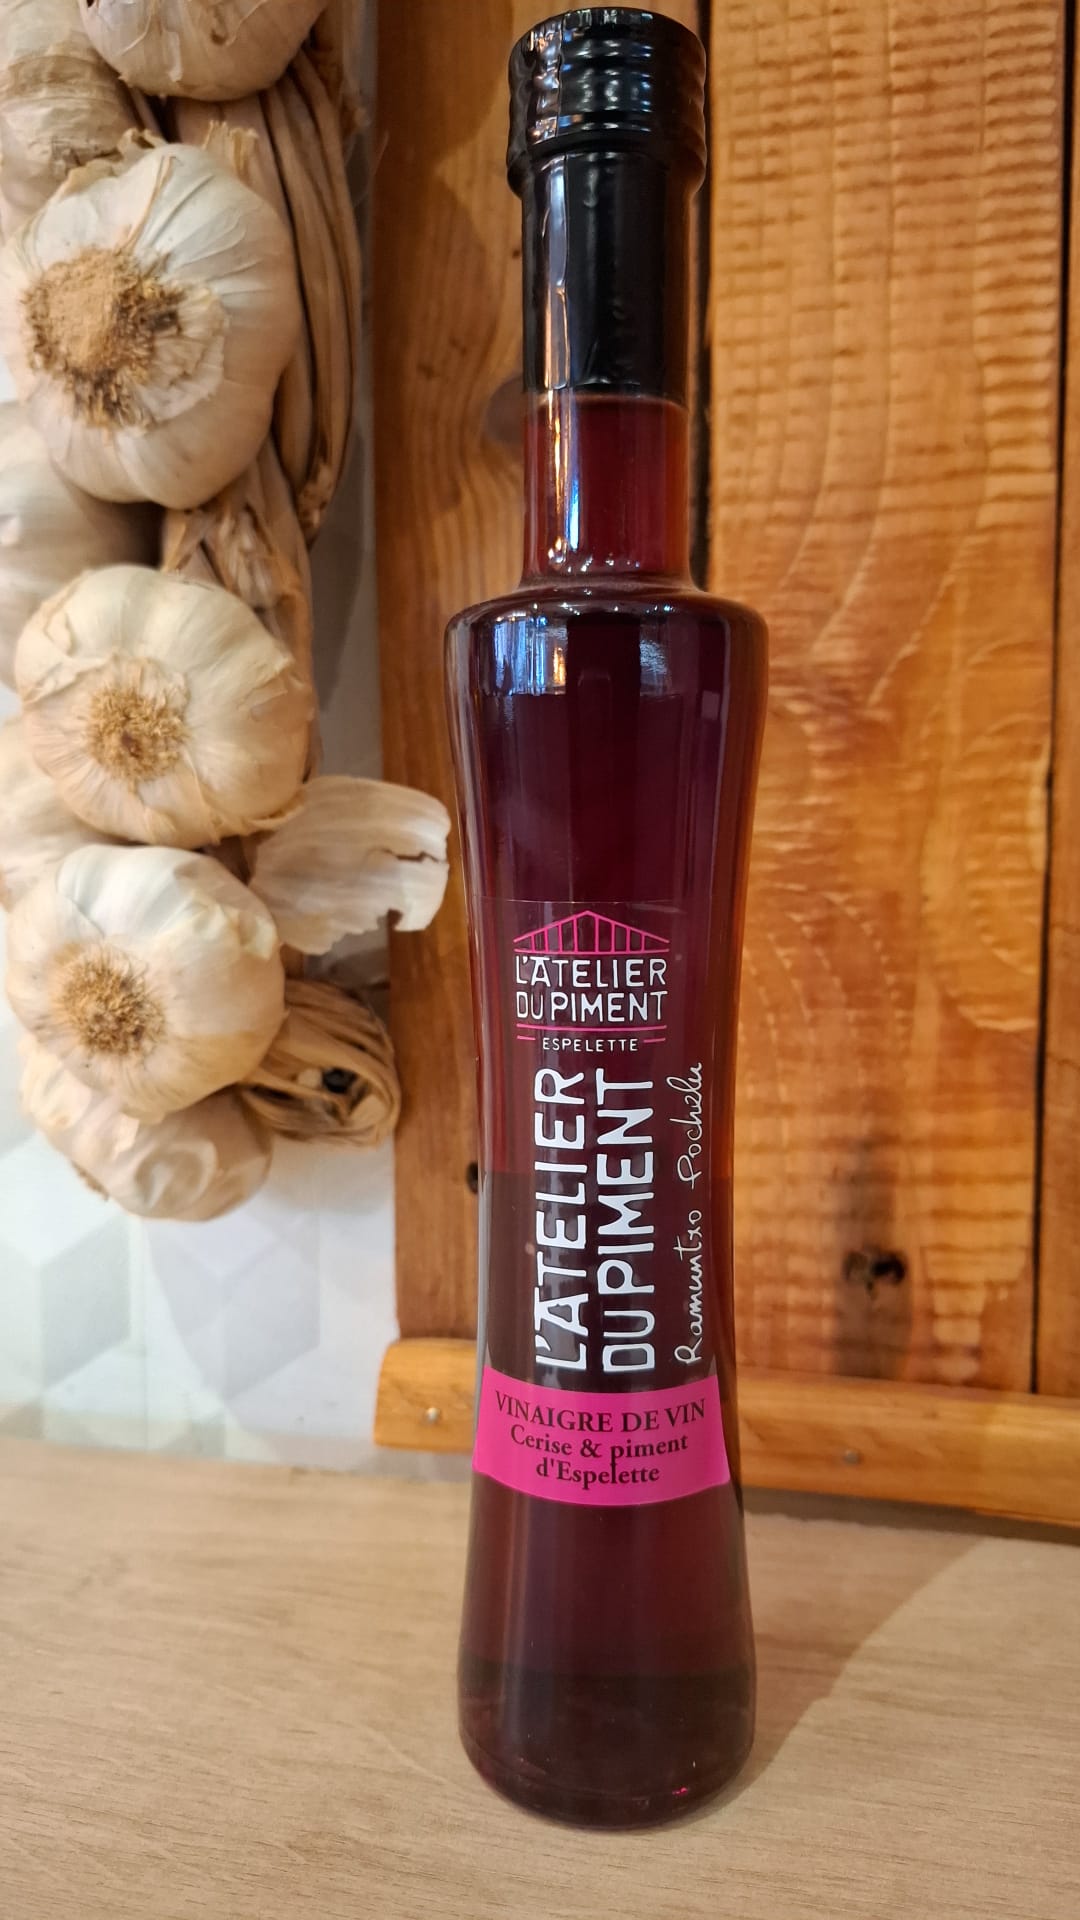 L'ATELIER
DU PIMENT
ESPELETTE
L'ATELIER
DU PIMENT
Ramuntxo Pochelu
VINAIGRE DE VIN
Cerise & piment
d'Espelette